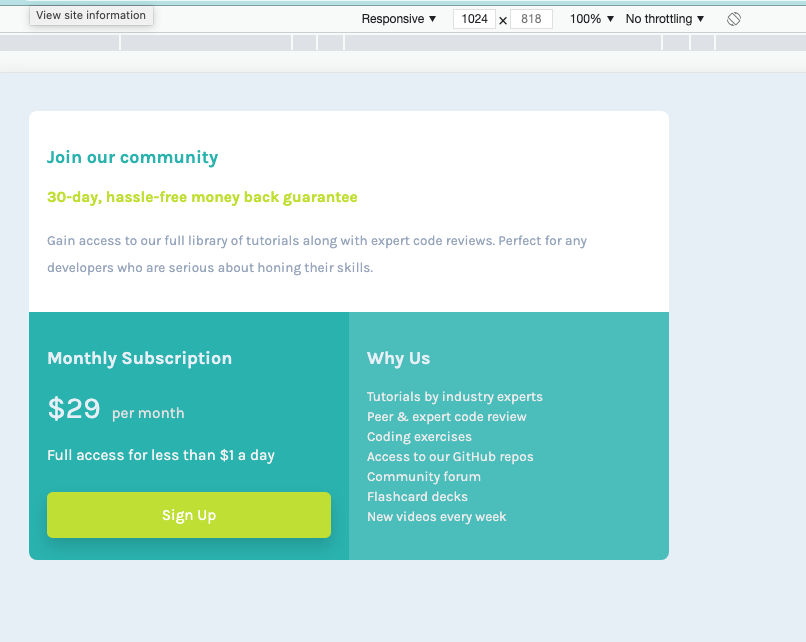 View site information
Responsive ▼ 1024 × 818 100% ▼ No throttling ▼
Join our community
30-day, hassle-free money back guarantee
Gain access to our full library of tutorials along with expert code reviews. Perfect for any
developers who are serious about honing their skills.
Monthly Subscription
$29 per month
Full access for less than $1 a day
Sign Up
Why Us
Tutorials by industry experts
Peer & expert code review
Coding exercises
Access to our GitHub repos
Community forum
Flashcard decks
New videos every week